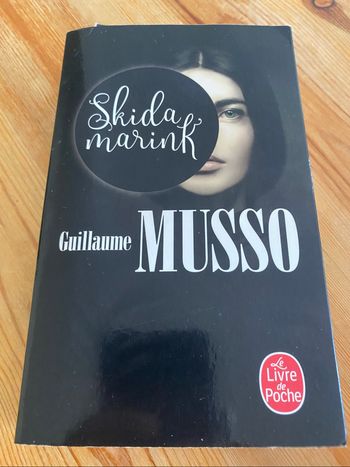 Skida
marink
Guillaume MUSSO
Le
Livre
de
Poche